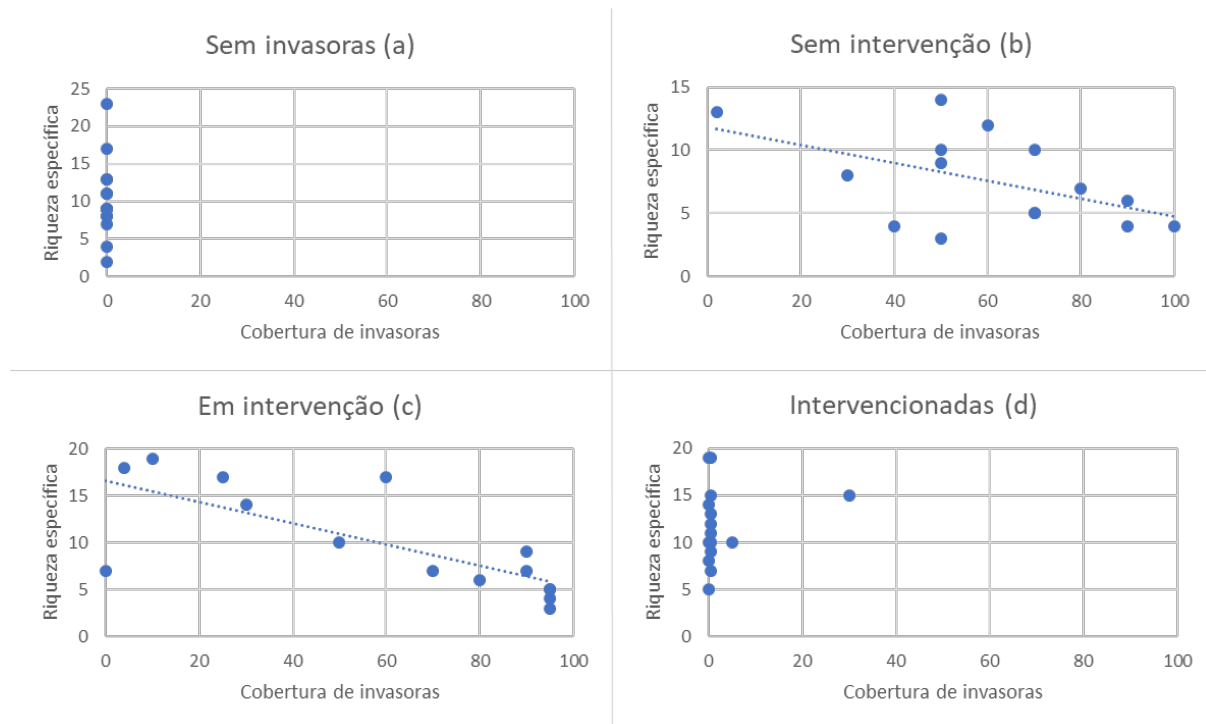 Sem invasoras (a)
Riqueza específica
25
20
15
10
5
0
0 20 40 60 80 100
Cobertura de invasoras
Sem intervenção (b)
Riqueza específica
15
10
5
0
0 20 40 60 80 100
Cobertura de invasoras
Em intervenção (c)
Riqueza específica
20
15
10
5
0
0 20 40 60 80 100
Cobertura de invasoras
Intervencionadas (d)
Riqueza específica
20
15
10
5
0
0 20 40 60 80 100
Cobertura de invasoras